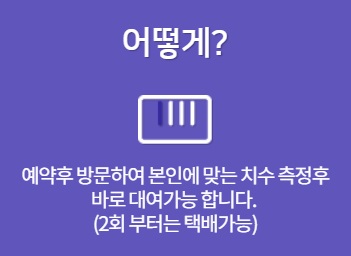 어떻게?
예약후 방문하여 본인에 맞는 치수 측정후
바로 대여가능 합니다.
(2회 부터는 택배가능)